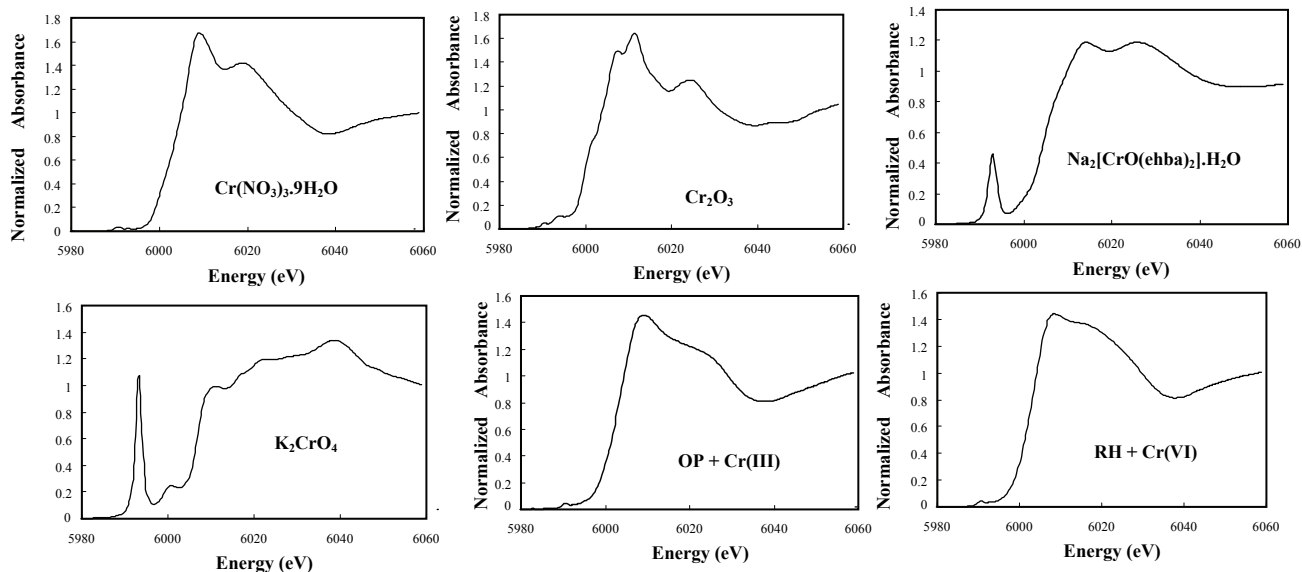 Normalized Absorbance
1.8
1.6
1.4
1.2
1
0.8
0.6
0.4
0.2
0
5980 6000 6020 6040 6060
Energy (eV)
Cr(NO3)3.9H2O
Normalized Absorbance
1.8
1.6
1.4
1.2
1
0.8
0.6
0.4
0.2
0
5980 6000 6020 6040 6060
Energy (eV)
Cr2O3
Normalized Absorbance
1.4
1.2
1
0.8
0.6
0.4
0.2
0
5980 6000 6020 6040 6060
Energy (eV)
Na2[CrO(ehba)2].H2O
1.6
1.4
1.2
1
0.8
0.6
0.4
0.2
0
5980 6000 6020 6040 6060
Energy (eV)
K2CrO4
Normalized Absorbance
1.6
1.4
1.2
1
0.8
0.6
0.4
0.2
0
5980 6000 6020 6040 6060
Energy (eV)
OP + Cr(III)
Normalized Absorbance
1.6
1.4
1.2
1
0.8
0.6
0.4
0.2
0
5980 6000 6020 6040 6060
Energy (eV)
RH + Cr(VI)